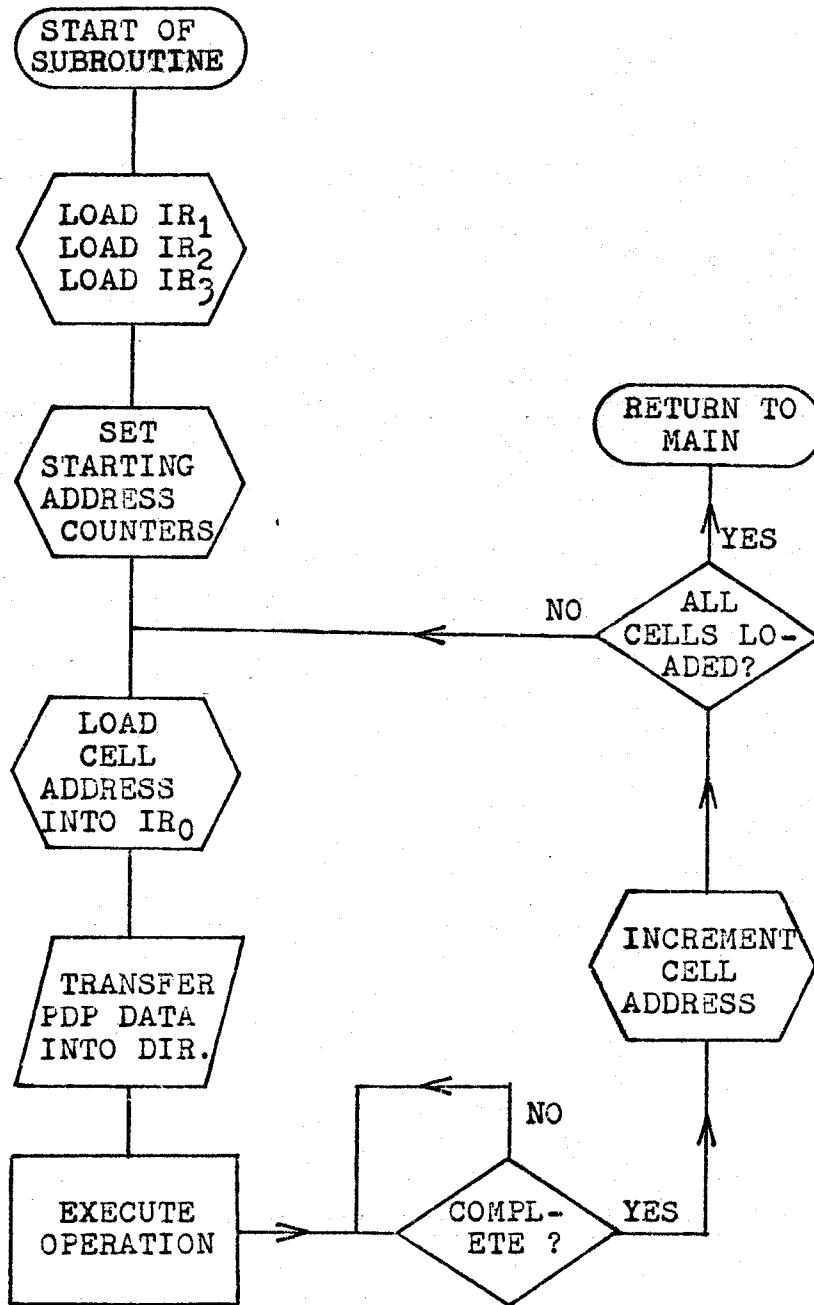 START OF
SUBROUTINE
LOAD IR1
LOAD IR2
LOAD IR3
SET
STARTING
ADDRESS
COUNTERS
LOAD
CELL
ADDRESS
INTO IR0
TRANSFER
PDP DATA
INTO DIR.
EXECUTE
OPERATION
COMPL-
ETE ?
NO
YES
INCREMENT
CELL
ADDRESS
ALL
CELLS LO-
ADED?
NO
YES
RETURN TO
MAIN